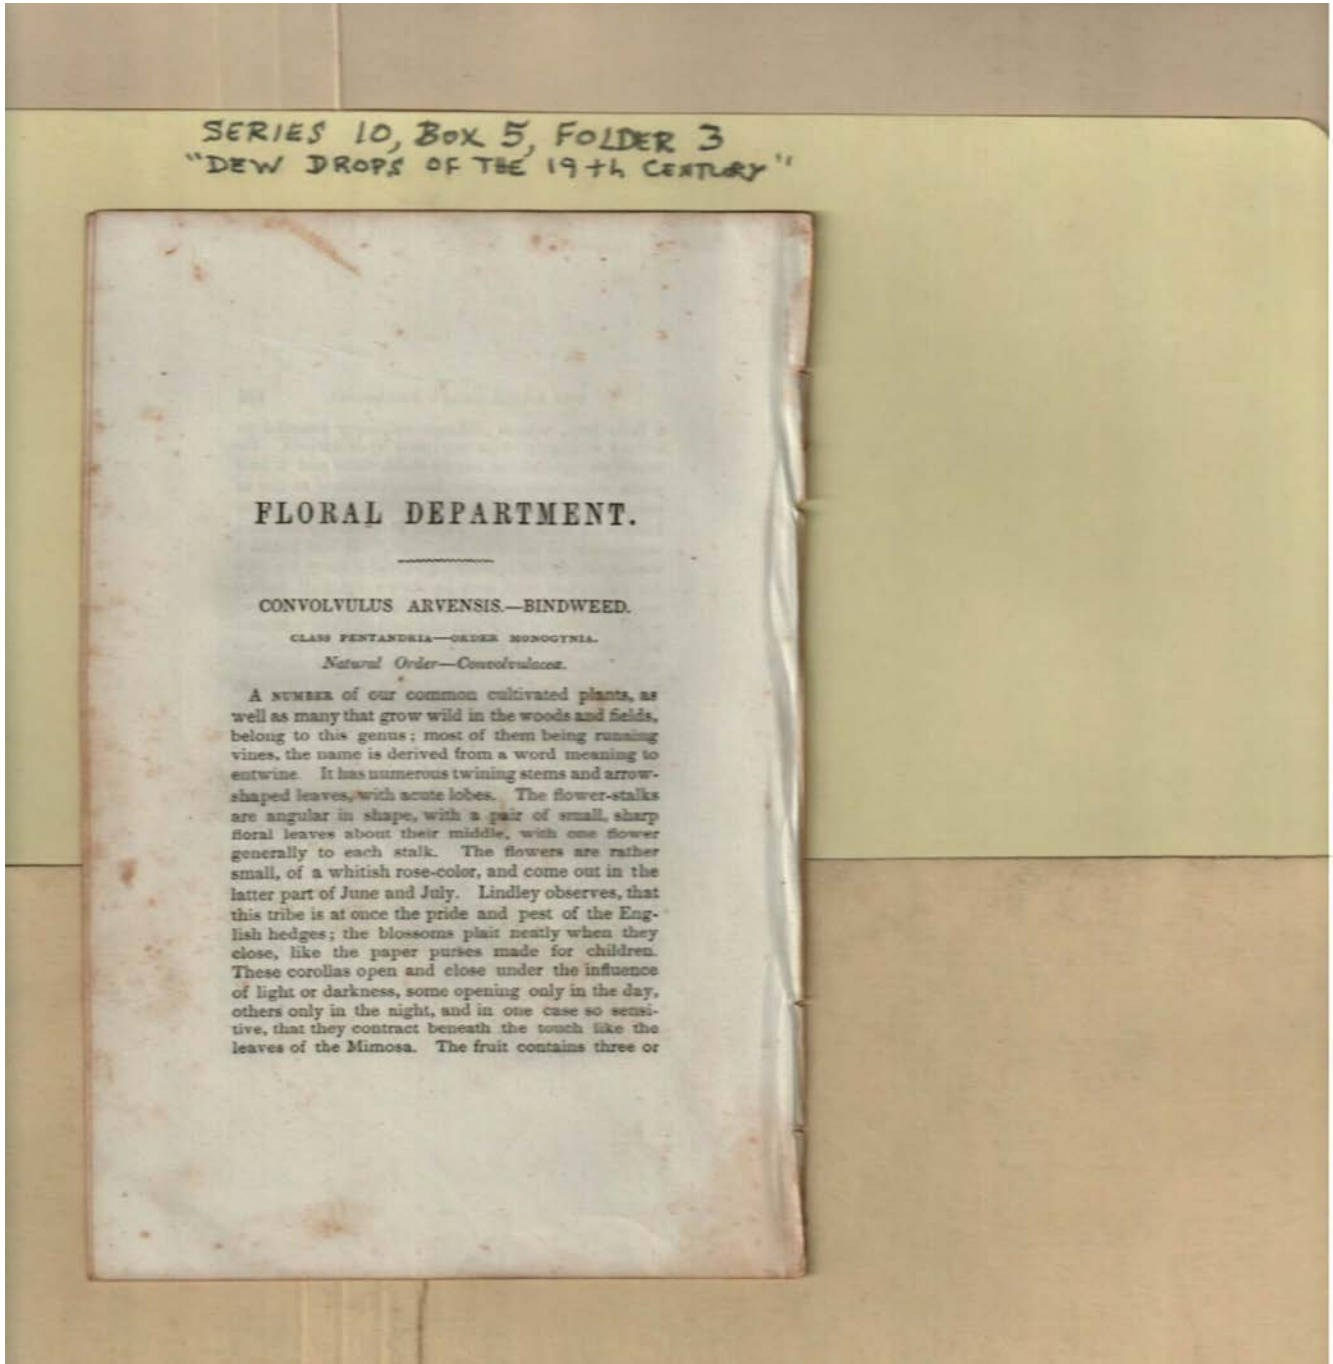 SERIES 10, BOX 5, FOLDER 3
"DEW DROPS OF THE 19th CENTURY"
FLORAL DEPARTMENT.
CONVOLVULUS ARVENSIS.—BINDWEED.
CLASS PENTANDRIA—ORDER MONOGYNIA.
Natural Order—Convolvulaceæ.
A NUMBER of our common cultivated plants, as
well as many that grow wild in the woods and fields,
belong to this genus; most of them being running
vines, the name is derived from a word meaning to
entwine. It has numerous twining stems and arrow-
shaped leaves, with acute lobes. The flower-stalks
are angular in shape, with a pair of small, sharp
floral leaves about their middle, with one flower
generally to each stalk. The flowers are rather
small, of a whitish rose-color, and come out in the
latter part of June and July. Lindley observes, that
this tribe is at once the pride and pest of the Eng-
lish hedges; the blossoms plait neatly when they
close, like the paper purses made for children.
These corollas open and close under the influence
of light or darkness, some opening only in the day,
others only in the night, and in one case so sensi-
tive, that they contract beneath the touch like the
leaves of the Mimosa. The fruit contains three or